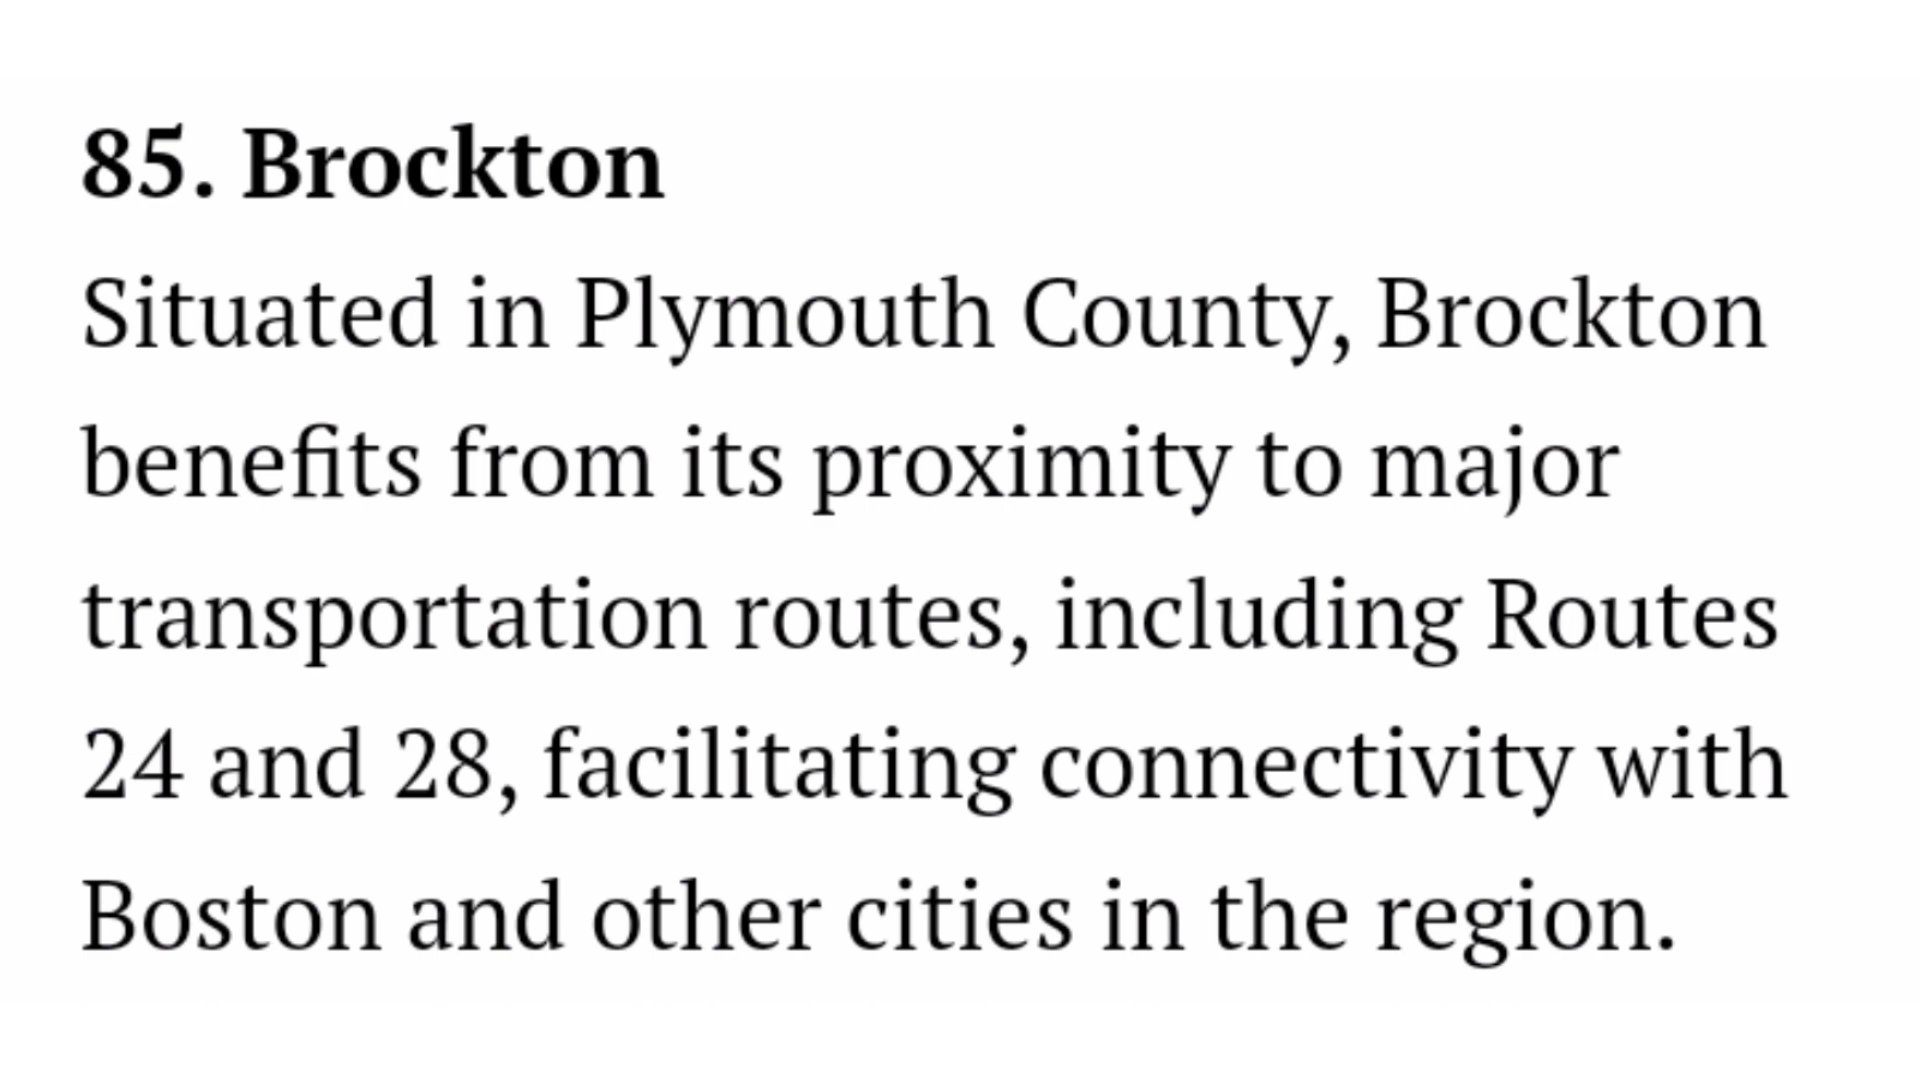 85. Brockton
Situated in Plymouth County, Brockton
benefits from its proximity to major
transportation routes, including Routes
24 and 28, facilitating connectivity with
Boston and other cities in the region.